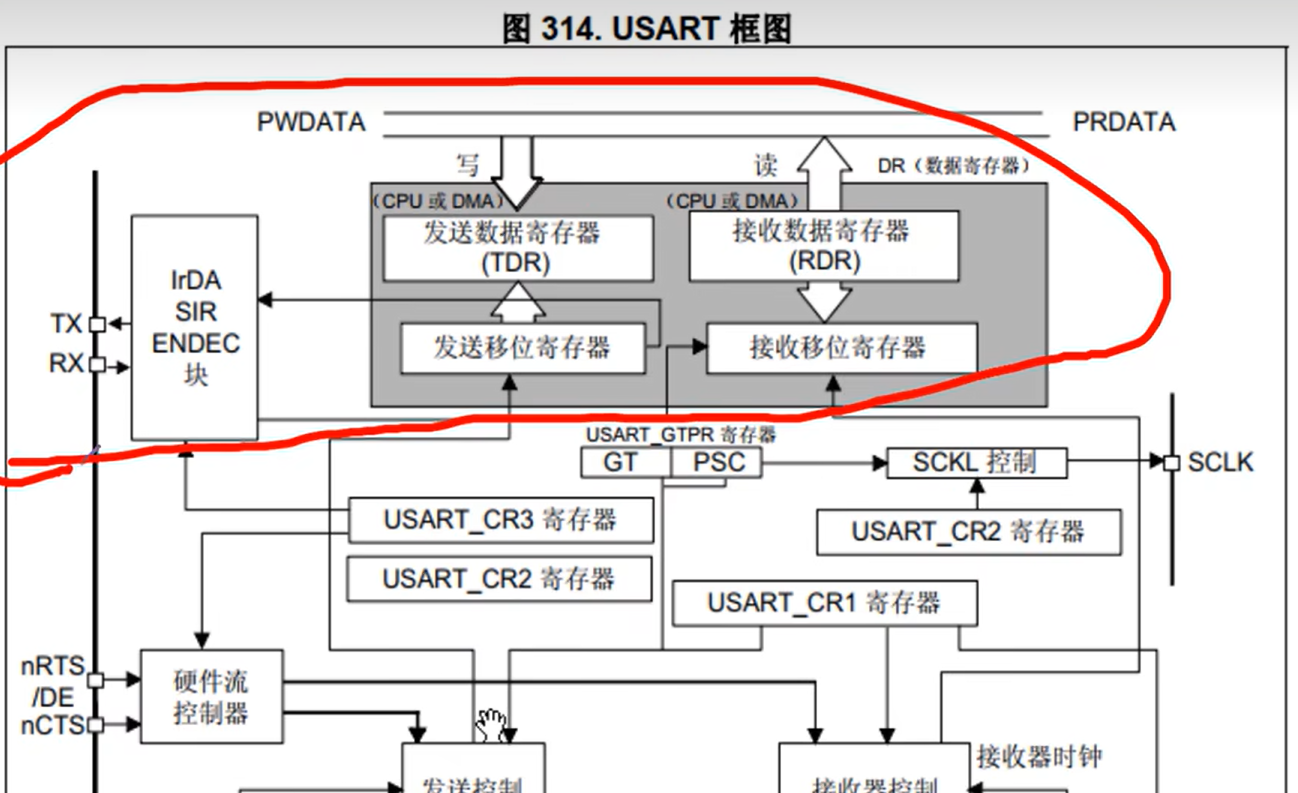 图 314. USART 框图
PWDATA
PRDATA
写
读
DR（数据寄存器）
（CPU 或 DMA）
（CPU 或 DMA）
发送数据寄存器
(TDR)
接收数据寄存器
(RDR)
IrDA
SIR
ENDEC
块
TX
RX
发送移位寄存器
接收移位寄存器
USART_GTPR 寄存器
GT
PSC
SCKL 控制
SCLK
USART_CR3 寄存器
USART_CR2 寄存器
USART_CR2 寄存器
USART_CR1 寄存器
nRTS
/DE
nCTS
硬件流
控制器
接收器时钟
发送控制
接收器控制